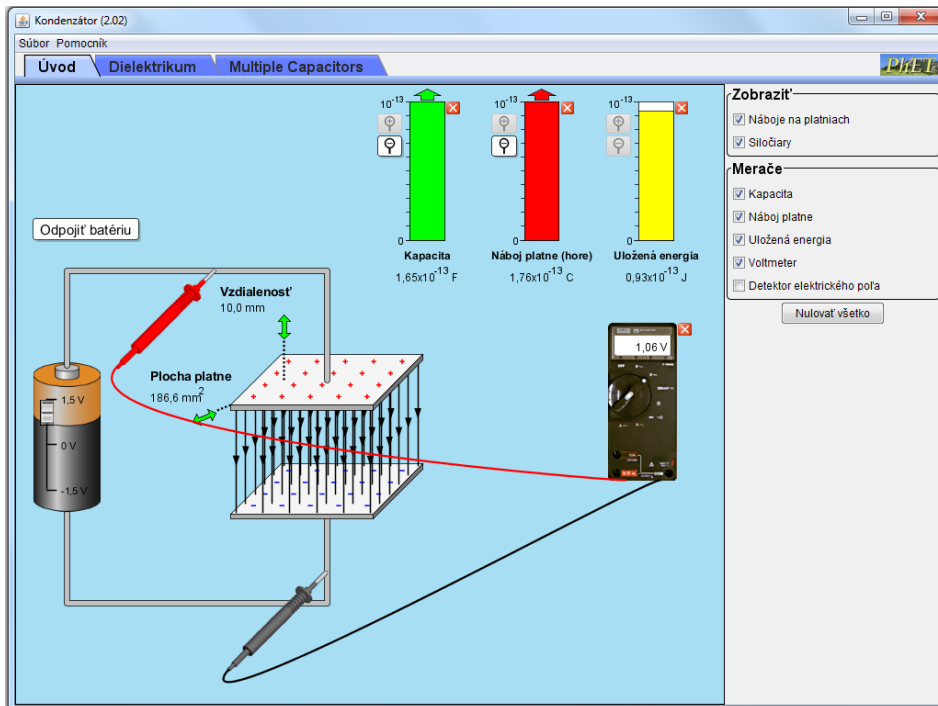 Kondenzátor (2.02)
Súbor Pomocník
Úvod Dielektrikum Multiple Capacitors
PhET
10-13 10-13 10-13
0 0 0
Kapacita Náboj platne (hore) Uložená energia
1,65x10-13 F 1,76x10-13 C 0,93x10-13 J
Odpojiť batériu
Vzdialenosť
10,0 mm
Plocha platne
186,6 mm2
1,5 V
0 V
-1,5 V
1,06 V
Zobraziť
Náboje na platniach
Siločiary
Merače
Kapacita
Náboj platne
Uložená energia
Voltmeter
Detektor elektrického poľa
Nulovať všetko